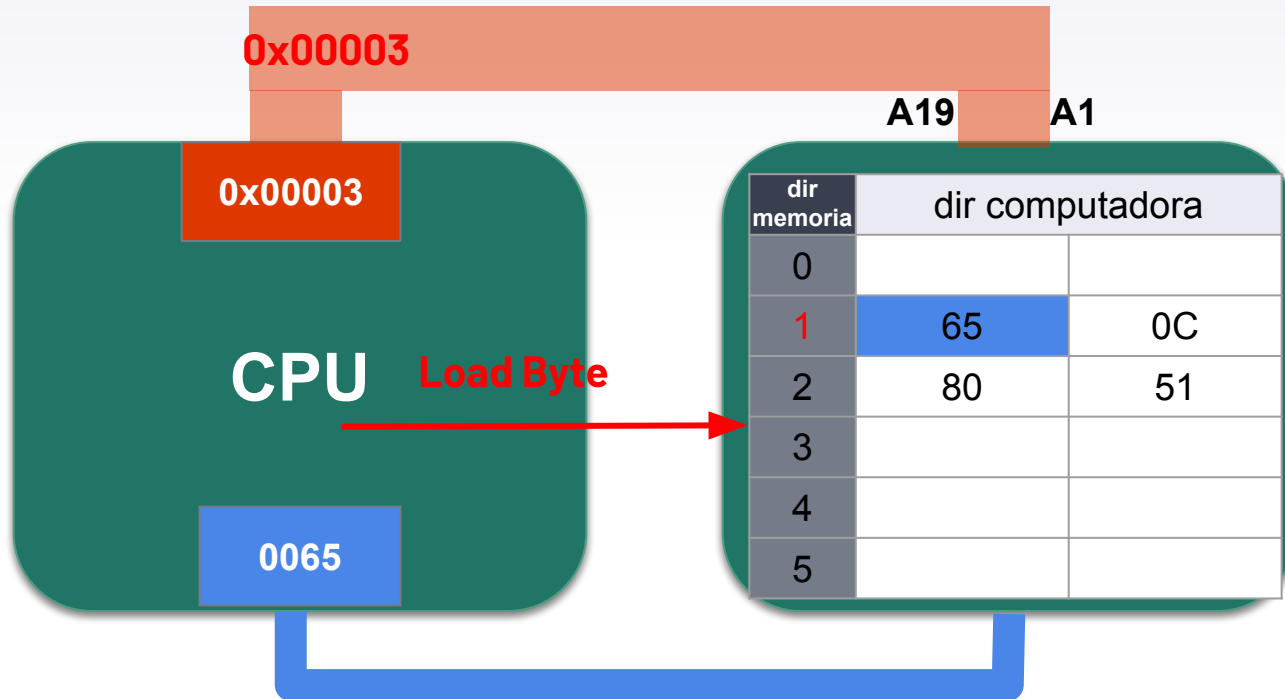 0x00003
A19 A1
0x00003
dir memoria dir computadora
0
1 65 0C
CPU Load Byte
2 80 51
3
4
0065
5